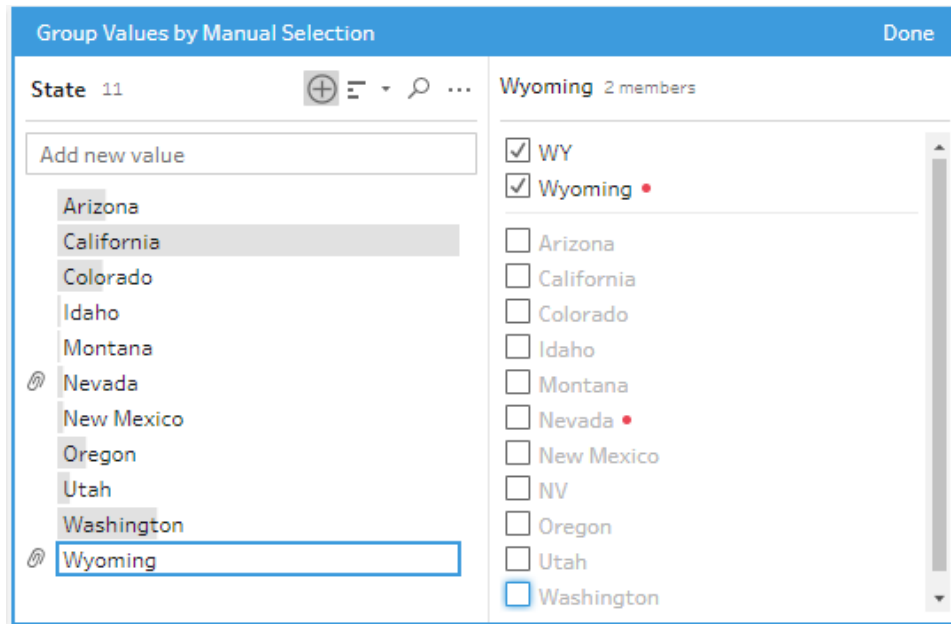 Group Values by Manual Selection Done
State 11
Add new value
Arizona
California
Colorado
Idaho
Montana
Nevada
New Mexico
Oregon
Utah
Washington
Wyoming
Wyoming 2 members
WY
Wyoming
Arizona
California
Colorado
Idaho
Montana
Nevada
New Mexico
NV
Oregon
Utah
Washington